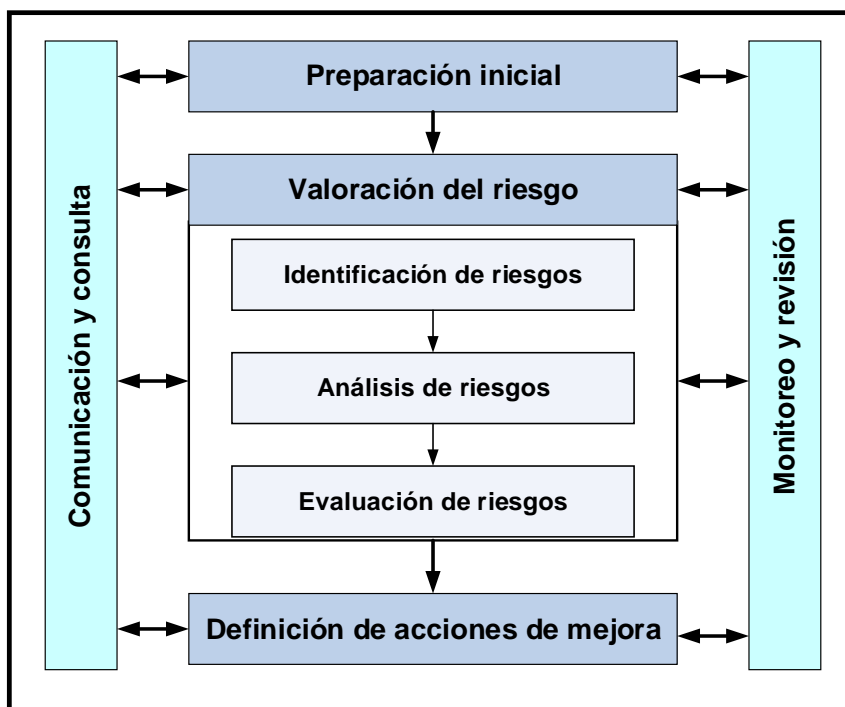 Preparación inicial
Valoración del riesgo
Identificación de riesgos
Análisis de riesgos
Evaluación de riesgos
Definición de acciones de mejora
Comunicación y consulta
Monitoreo y revisión